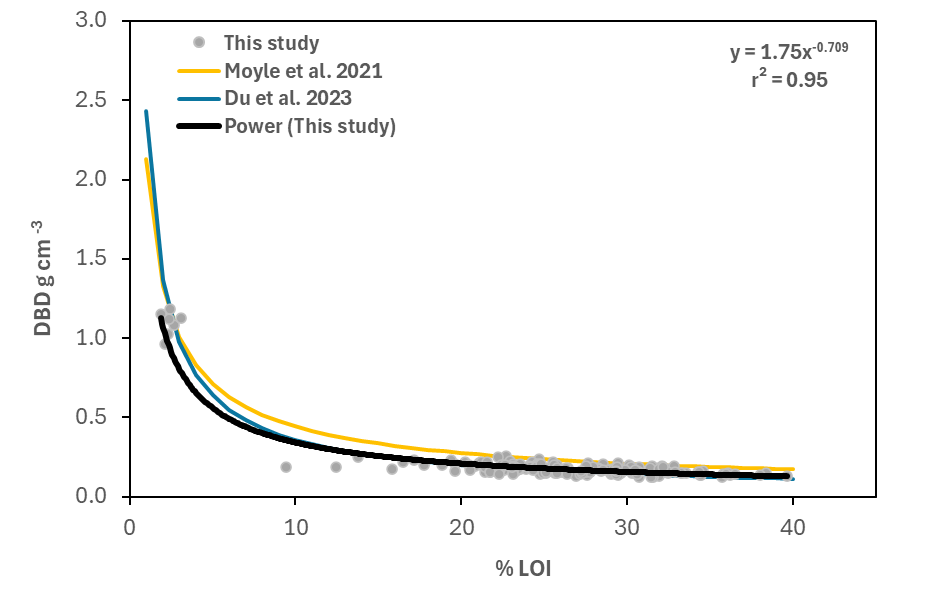 3.0
This study
Moyle et al. 2021
Du et al. 2023
Power (This study)
y = 1.75x⁻⁰·⁷⁰⁹
r² = 0.95
2.5
2.0
1.5
1.0
0.5
0.0
DBD g cm ⁻³
0 10 20 30 40
% LOI